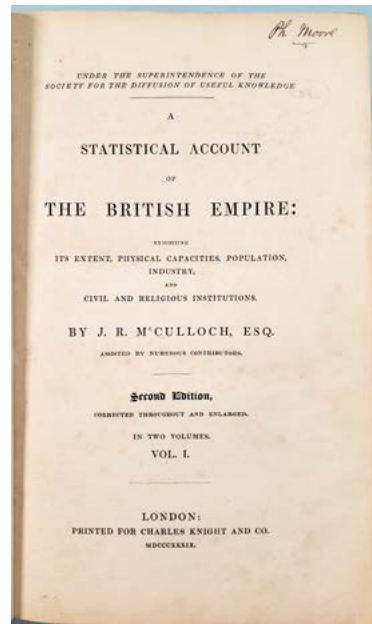 Ph. Moore
UNDER THE SUPERINTENDENCE OF THE
SOCIETY FOR THE DIFFUSION OF USEFUL KNOWLEDGE
A
STATISTICAL ACCOUNT
OF
THE BRITISH EMPIRE:
EXHIBITING
ITS EXTENT, PHYSICAL CAPACITIES, POPULATION,
INDUSTRY,
AND
CIVIL AND RELIGIOUS INSTITUTIONS.
BY J. R. MᶜCULLOCH, ESQ.
ASSISTED BY NUMEROUS CONTRIBUTORS.
Second Edition,
CORRECTED THROUGHOUT AND ENLARGED.
IN TWO VOLUMES.
VOL. I.
LONDON:
PRINTED FOR CHARLES KNIGHT AND CO.
MDCCCXXXIX.